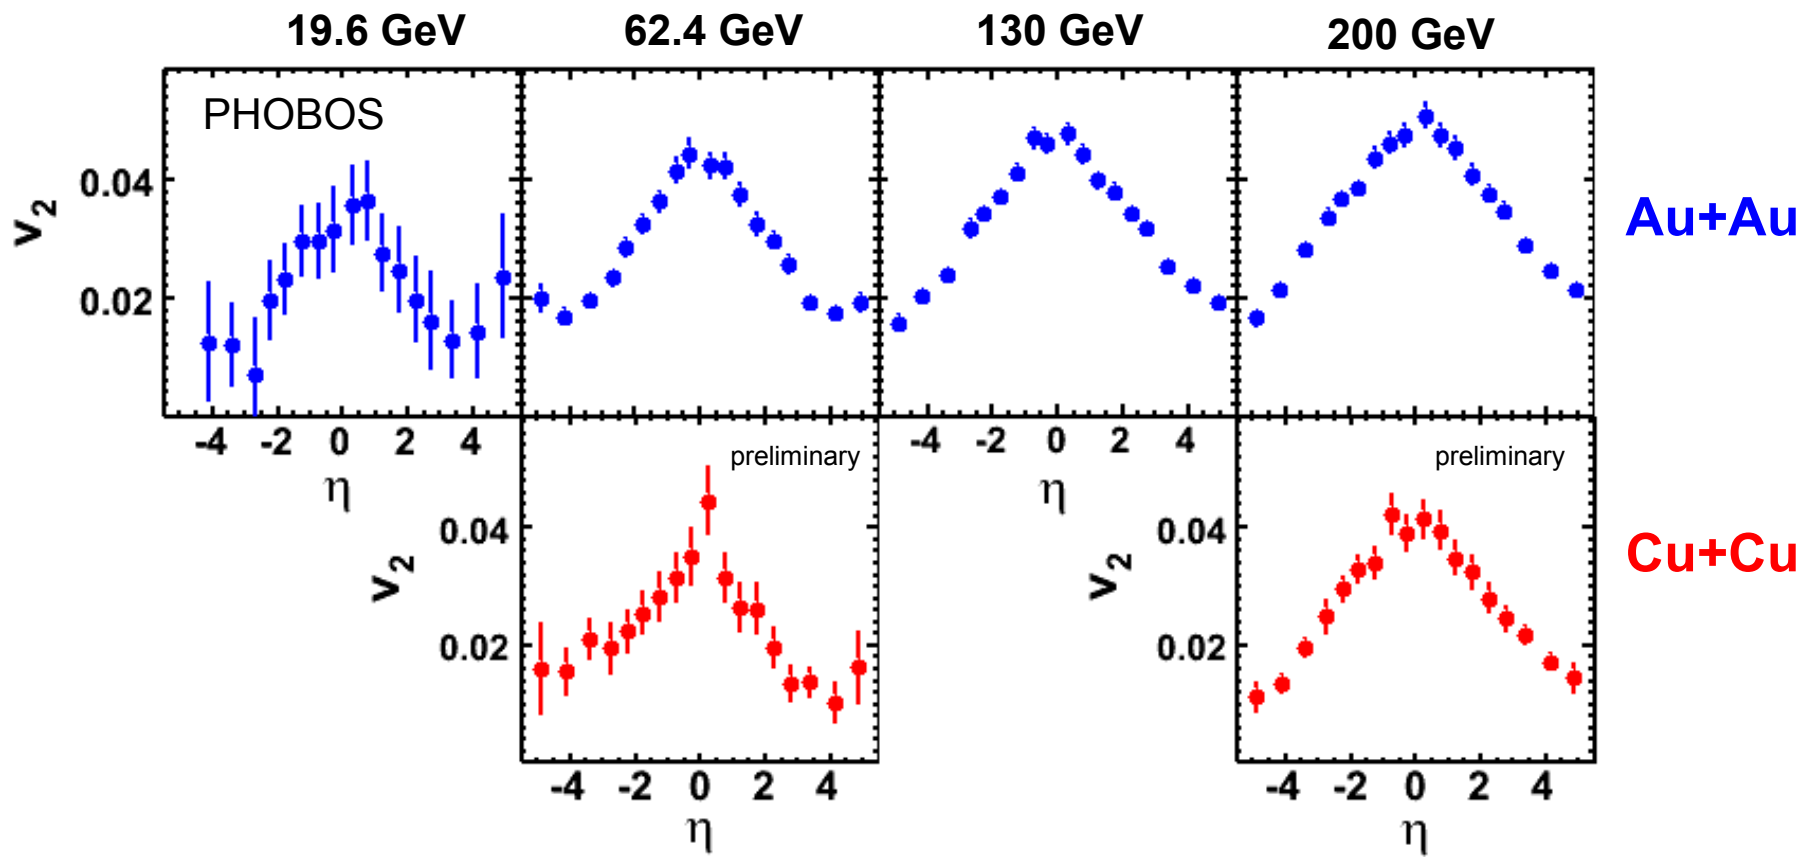 19.6 GeV 62.4 GeV 130 GeV 200 GeV
PHOBOS
v2
0.04
0.02
Au+Au
-4 -2 0 2 4
η
-4 -2 0 2 4
η
preliminary
v2
0.04
0.02
-4 -2 0 2 4
η
preliminary
v2
0.04
0.02
-4 -2 0 2 4
η
Cu+Cu